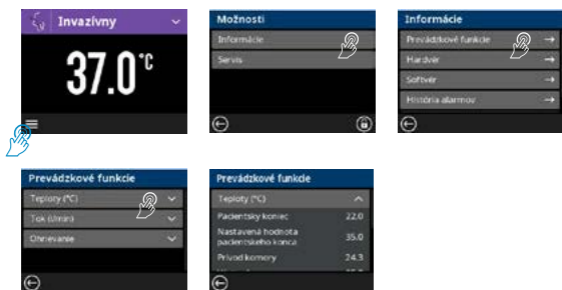 Invazívny
37.0°C
Možnosti
Informácie
Servis
Informácie
Prevádzkové funkcie
Hardvér
Softvér
História alarmov
Prevádzkové funkcie
Teploty (°C)
Tok (l/min)
Ohrievanie
Prevádzkové funkcie
Teploty (°C)
Pacientsky koniec 22.0
Nastavená hodnota 35.0
pacientskeho konca
Prívod komory 24.3